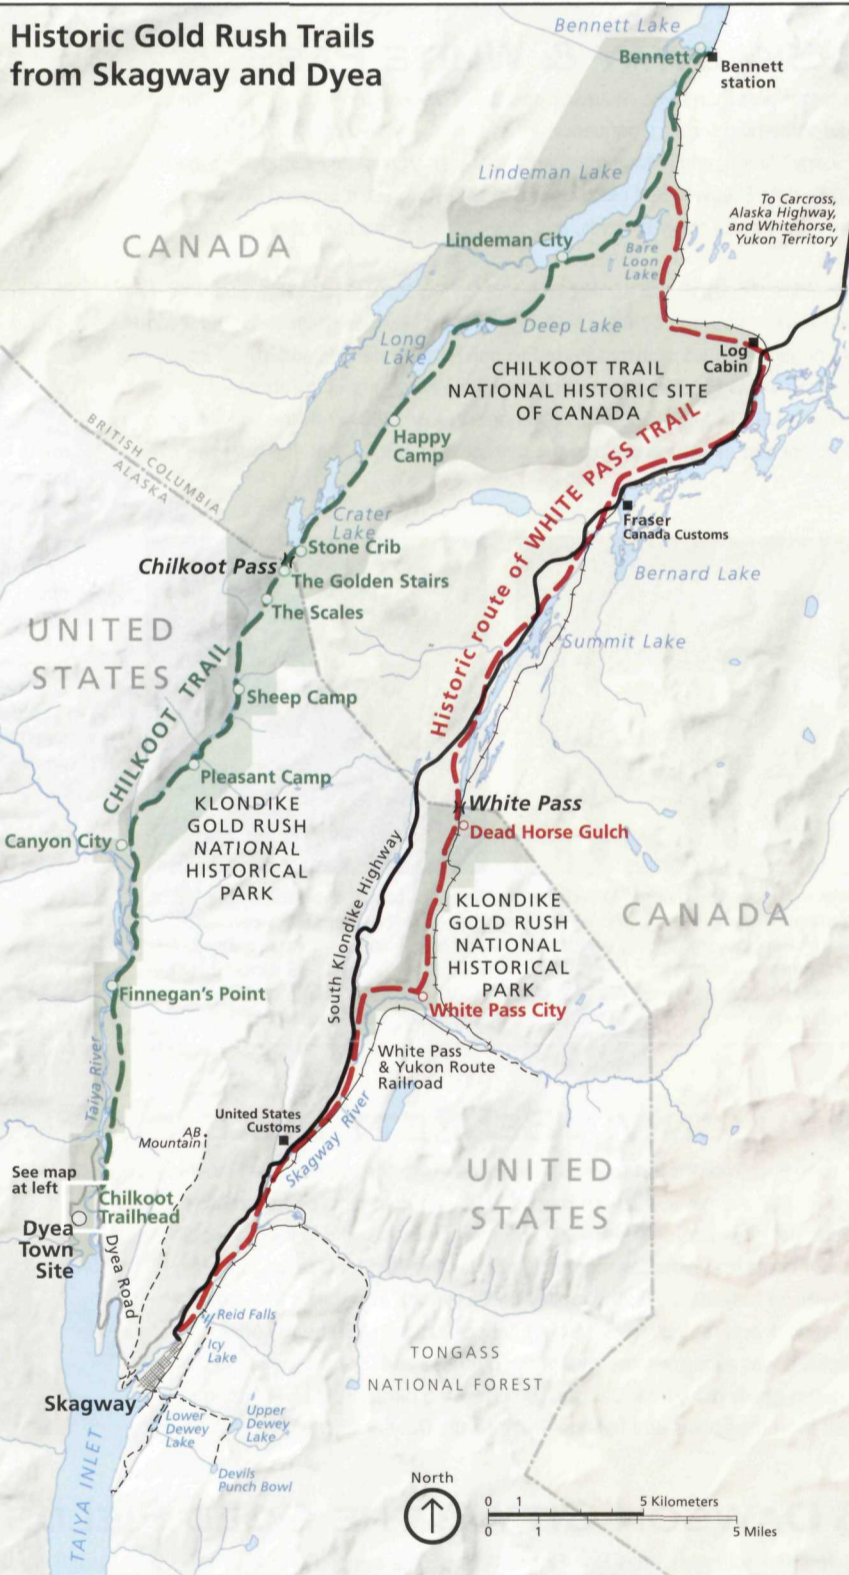 Historic Gold Rush Trails
from Skagway and Dyea
Bennett Lake
Bennett
Bennett
station
Lindeman Lake
To Carcross,
Alaska Highway,
and Whitehorse,
Yukon Territory
CANADA
Lindeman City
Bare
Loon
Lake
Deep Lake
Long
Lake
Log
Cabin
CHILKOOT TRAIL
NATIONAL HISTORIC SITE
OF CANADA
Happy
Camp
BRITISH COLUMBIA
ALASKA
Historic route of WHITE PASS TRAIL
Crater
Lake
Fraser
Canada Customs
Stone Crib
Chilkoot Pass
The Golden Stairs
Bernard Lake
The Scales
UNITED
STATES
Summit Lake
CHILKOOT TRAIL
Sheep Camp
Pleasant Camp
KLONDIKE
GOLD RUSH
NATIONAL
HISTORICAL
PARK
White Pass
Dead Horse Gulch
Canyon City
South Klondike Highway
KLONDIKE
GOLD RUSH
NATIONAL
HISTORICAL
PARK
CANADA
Finnegan's Point
White Pass City
Taiya River
White Pass
& Yukon Route
Railroad
United States
Customs
AB
Mountain
Skagway River
See map
at left
UNITED
STATES
Chilkoot
Trailhead
Dyea
Town
Site
Dyea Road
Reid Falls
Icy
Lake
TONGASS
NATIONAL FOREST
Skagway
Lower
Dewey
Lake
Upper
Dewey
Lake
Devils
Punch Bowl
TAIYA INLET
North
0 1 5 Kilometers
0 1 5 Miles